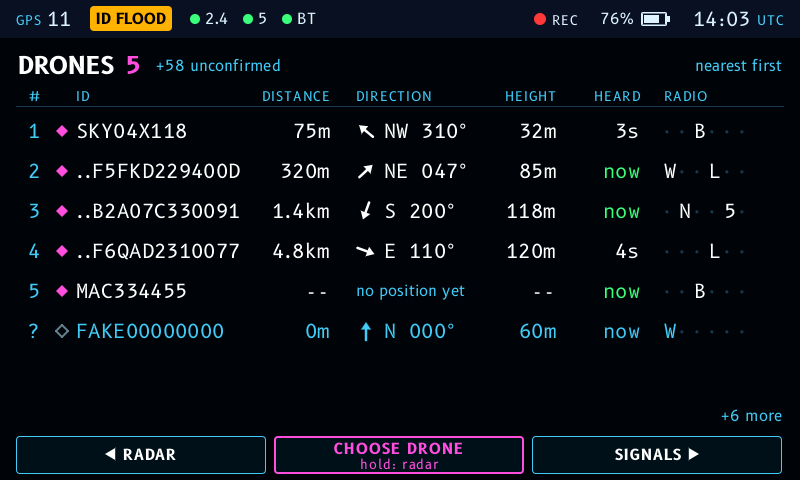 GPS 11 ID FLOOD 2.4 5 BT REC 76% 14:03 UTC
DRONES 5 +58 unconfirmed nearest first
# ID DISTANCE DIRECTION HEIGHT HEARD RADIO
1 SKY04X118 75m NW 310° 32m 3s · · B · · ·
2 ..F5FKD229400D 320m NE 047° 85m now W · · L · ·
3 ..B2A07C330091 1.4km S 200° 118m now · N · · 5 ·
4 ..F6QAD2310077 4.8km E 110° 120m 4s · · · L · ·
5 MAC334455 -- no position yet -- now · · B · · ·
? FAKE00000000 0m N 000° 60m now W · · · · ·
+6 more
◀ RADAR CHOOSE DRONE SIGNALS ▶
hold: radar